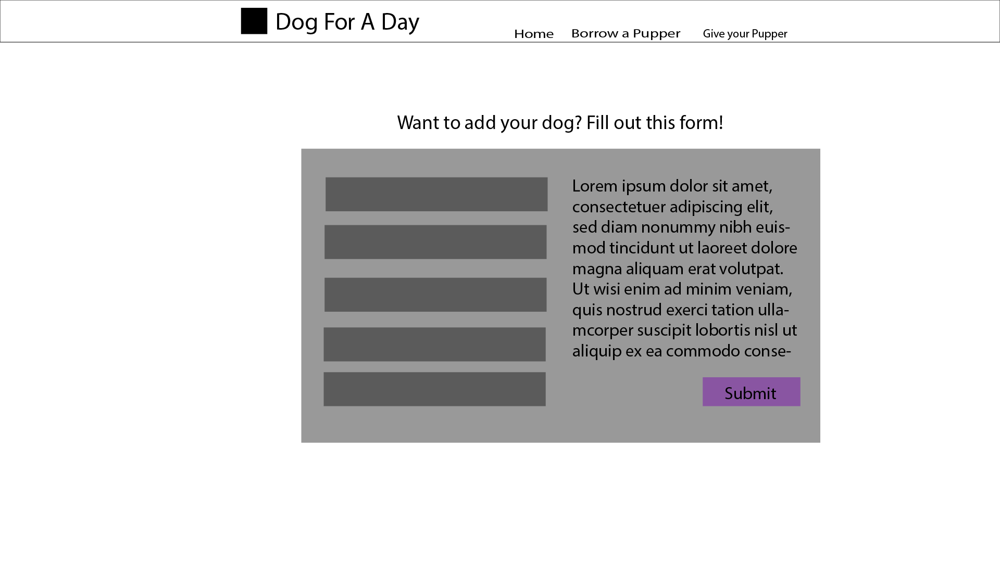 Dog For A Day
Home Borrow a Pupper Give your Pupper
Want to add your dog? Fill out this form!
Lorem ipsum dolor sit amet,
consectetuer adipiscing elit,
sed diam nonummy nibh euis-
mod tincidunt ut laoreet dolore
magna aliquam erat volutpat.
Ut wisi enim ad minim veniam,
quis nostrud exerci tation ulla-
mcorper suscipit lobortis nisl ut
aliquip ex ea commodo conse-
Submit